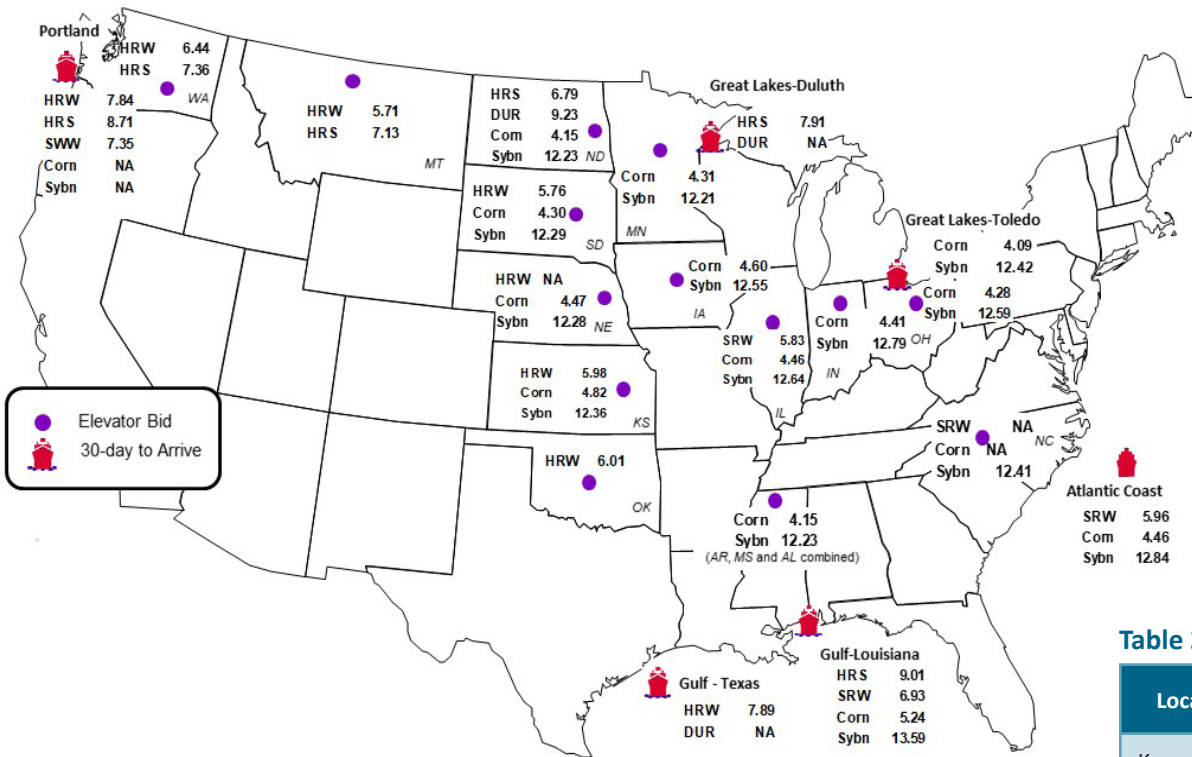 Portland
HRW 6.44
HRS 7.36
WA
HRW 7.84
HRS 8.71
SWW 7.35
Corn NA
Sybn NA
HRW 5.71
HRS 7.13
MT
HRS 6.79
DUR 9.23
Corn 4.15
Sybn 12.23 ND
HRW 5.76
Corn 4.30
Sybn 12.29
SD
HRW NA
Corn 4.47
Sybn 12.28 NE
HRW 5.98
Corn 4.82
Sybn 12.36
KS
HRW 6.01
OK
Great Lakes-Duluth
HRS 7.91
DUR NA
Corn 4.31
Sybn 12.21
MN
Corn 4.60
Sybn 12.55
IA
SRW 5.83
Corn 4.46
Sybn 12.64
IL
Great Lakes-Toledo
Corn 4.09
Sybn 12.42
Corn 4.28
Sybn 12.59
OH
Corn 4.41
Sybn 12.79
IN
SRW NA
Corn NA NC
Sybn 12.41
Atlantic Coast
SRW 5.96
Corn 4.46
Sybn 12.84
Corn 4.15
Sybn 12.23
(AR, MS and AL combined)
Gulf-Louisiana
HRS 9.01
SRW 6.93
Corn 5.24
Sybn 13.59
Gulf - Texas
HRW 7.89
DUR NA
Elevator Bid
30-day to Arrive
Table
Loca